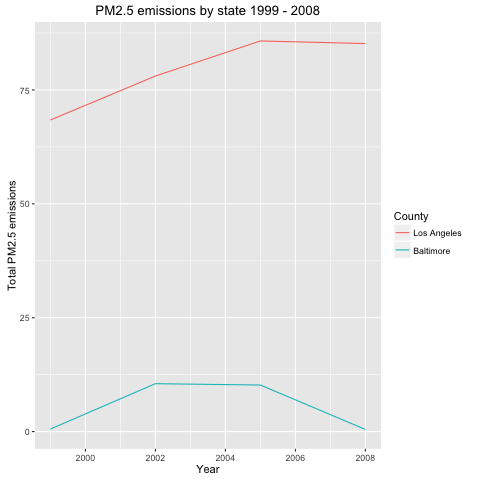 PM2.5 emissions by state 1999 - 2008
Total PM2.5 emissions
75
50
25
0
2000 2002 2004 2006 2008
Year
County
Los Angeles
Baltimore